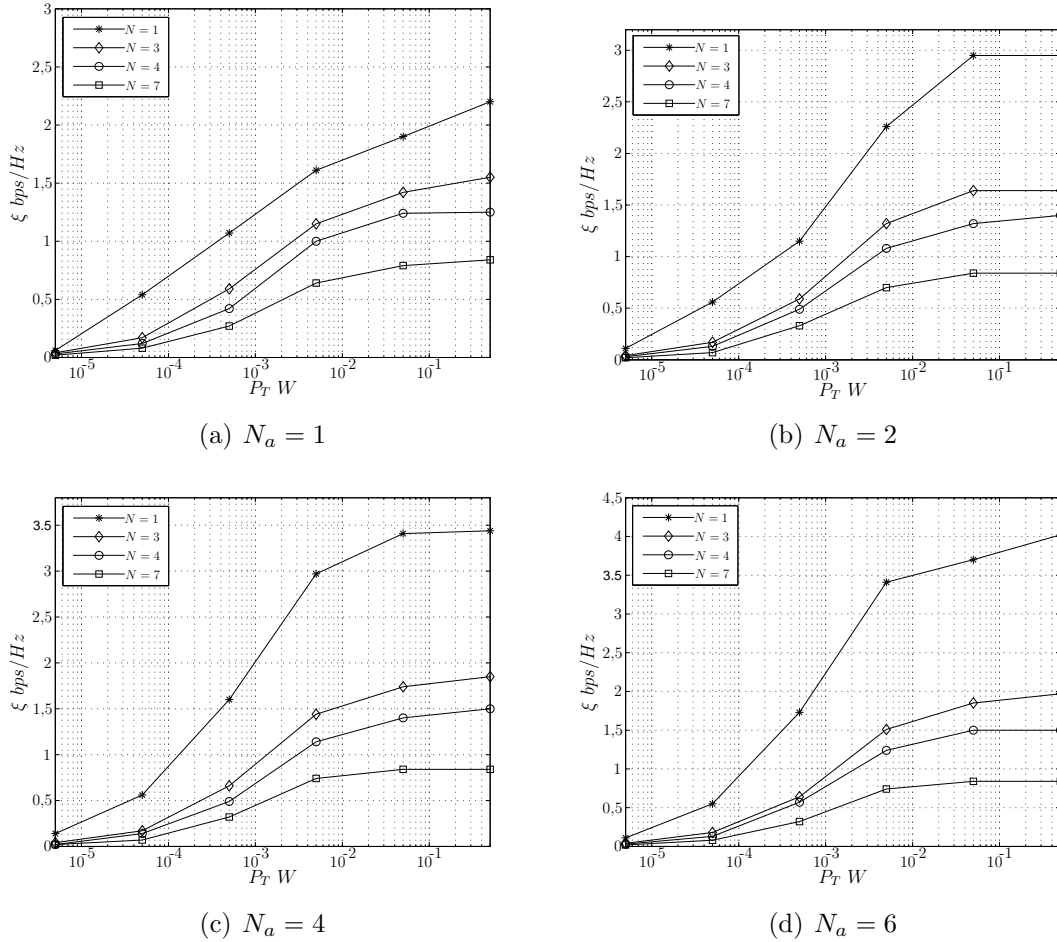 3
2,5
2
1.5
1
0,5
0
ξ bps/Hz
N = 1
N = 3
N = 4
N = 7
10-5
10-4
10-3
10-2
10-1
P_T W
(a) N_a = 1
3
2.5
2
1.5
1
0.5
0
ξ bps/Hz
N = 1
N = 3
N = 4
N = 7
10-5
10-4
10-3
10-2
10-1
P_T W
(b) N_a = 2
3.5
3
2.5
2
1.5
1
0.5
0
ξ bps/Hz
N = 1
N = 3
N = 4
N = 7
10-5
10-4
10-3
10-2
10-1
P_T W
(c) N_a = 4
4,5
4
3.5
3
2.5
2
1.5
1
0,5
0
ξ bps/Hz
N = 1
N = 3
N = 4
N = 7
10-5
10-4
10-3
10-2
10-1
P_T W
(d) N_a = 6